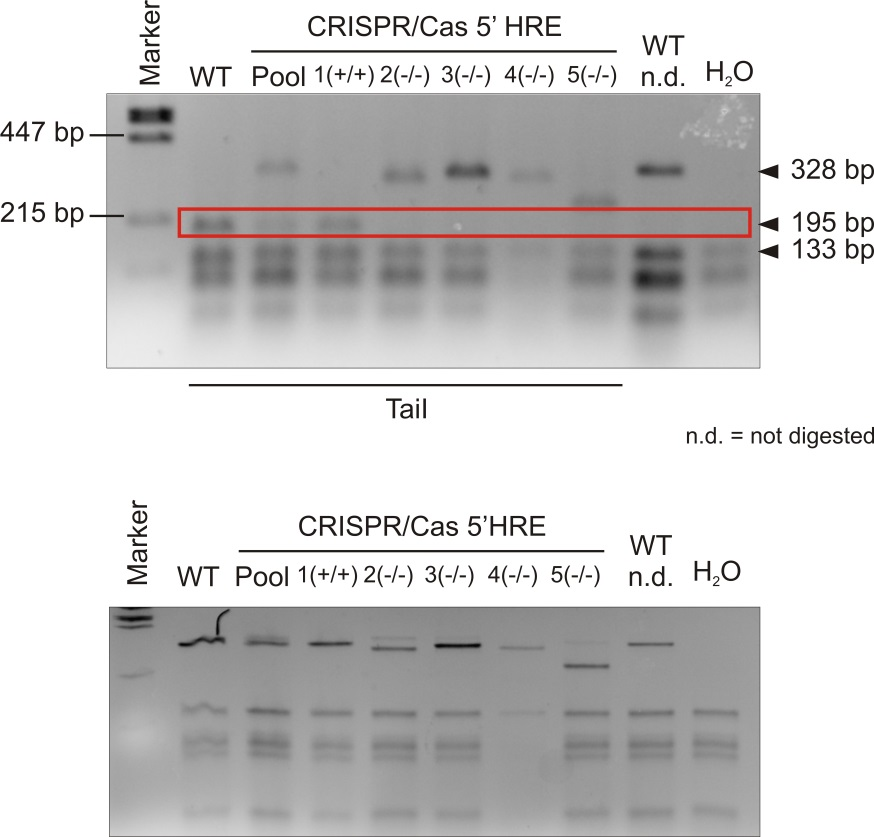 CRISPR/Cas 5' HRE
Marker WT Pool 1(+/+) 2(-/-) 3(-/-) 4(-/-) 5(-/-) WT n.d. H₂O
447 bp
328 bp
215 bp
195 bp
133 bp
Tail
n.d. = not digested
CRISPR/Cas 5'HRE
Marker WT Pool 1(+/+) 2(-/-) 3(-/-) 4(-/-) 5(-/-) WT n.d. H₂O